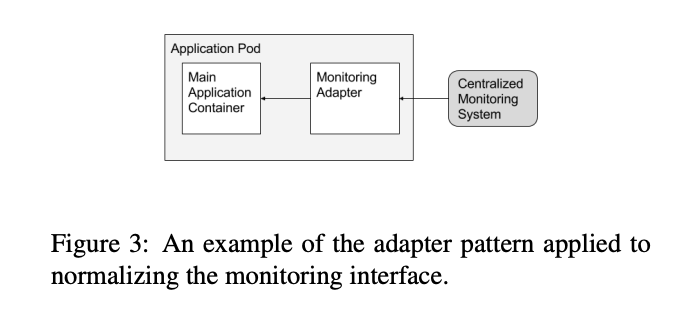 Application Pod
Main
Application
Container
Monitoring
Adapter
Centralized
Monitoring
System
Figure 3: An example of the adapter pattern applied to
normalizing the monitoring interface.